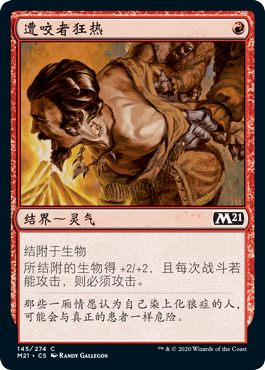 遭咬者狂热
结界～灵气
M21
结附于生物
所结附的生物得+2/+2，且每次战斗若
能攻击，则必须攻击。
那些一厢情愿认为自己染上化狼症的人，
可能会与真正的患者一样危险。
145/274 C
M21 • CS RANDY GALLEGOS
™ & © 2020 Wizards of the Coast